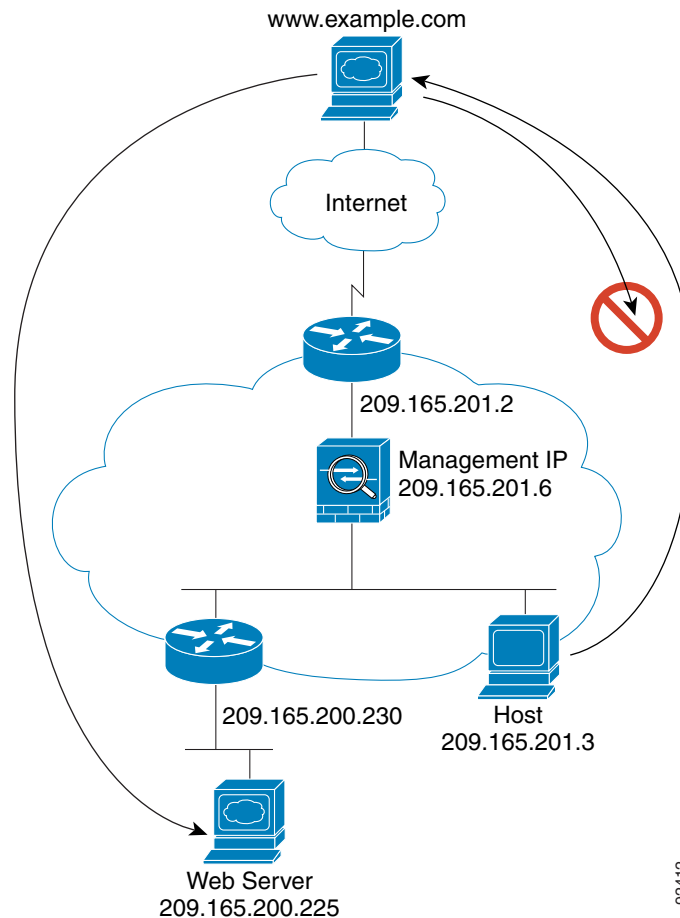 www.example.com
Internet
209.165.201.2
Management IP
209.165.201.6
209.165.200.230
Host
209.165.201.3
Web Server
209.165.200.225